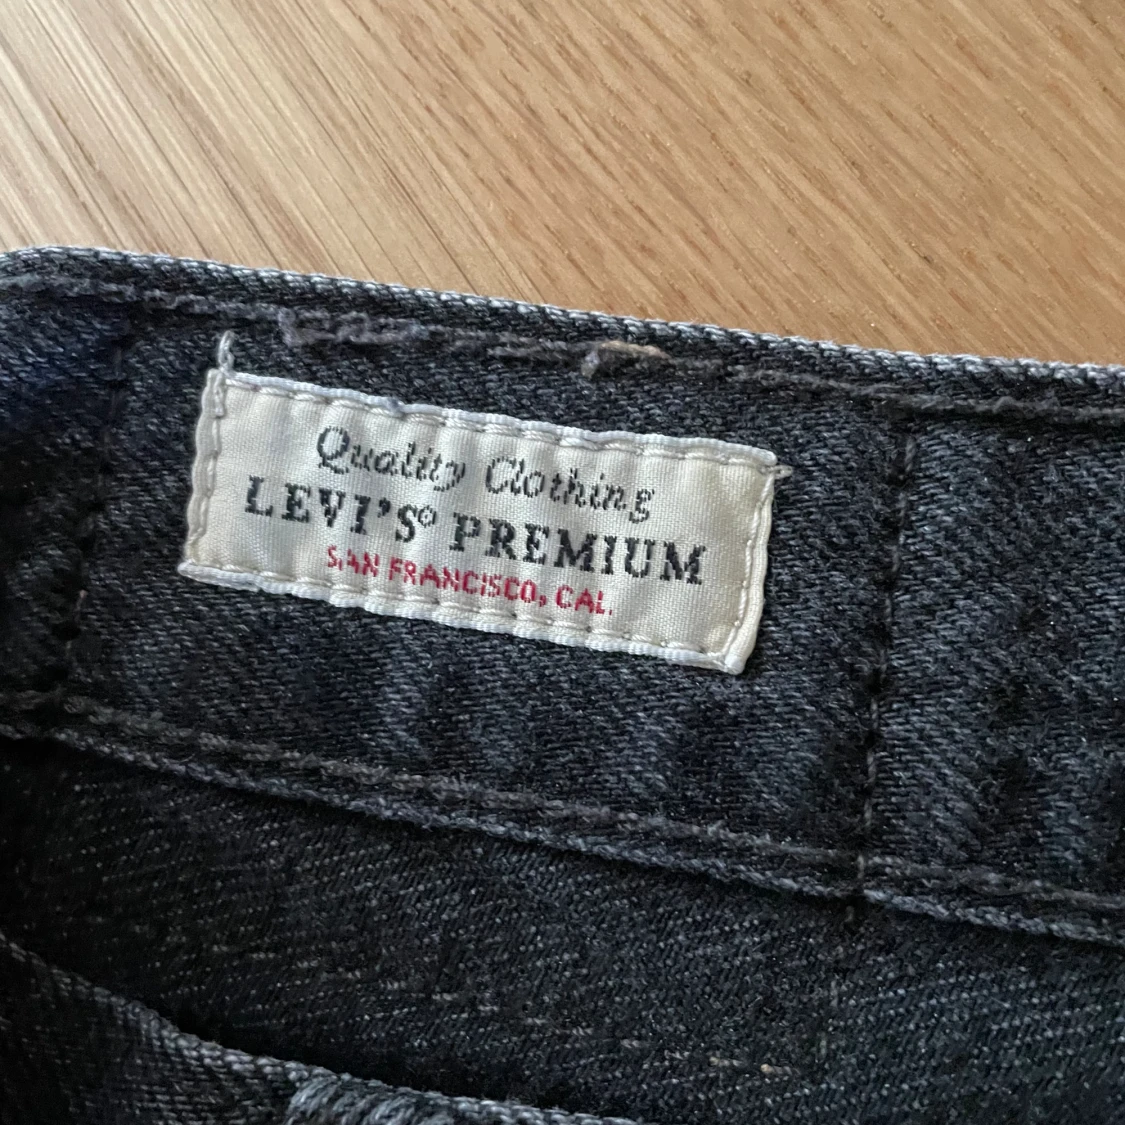 Quality Clothing
LEVI'S® PREMIUM
SAN FRANCISCO, CAL.